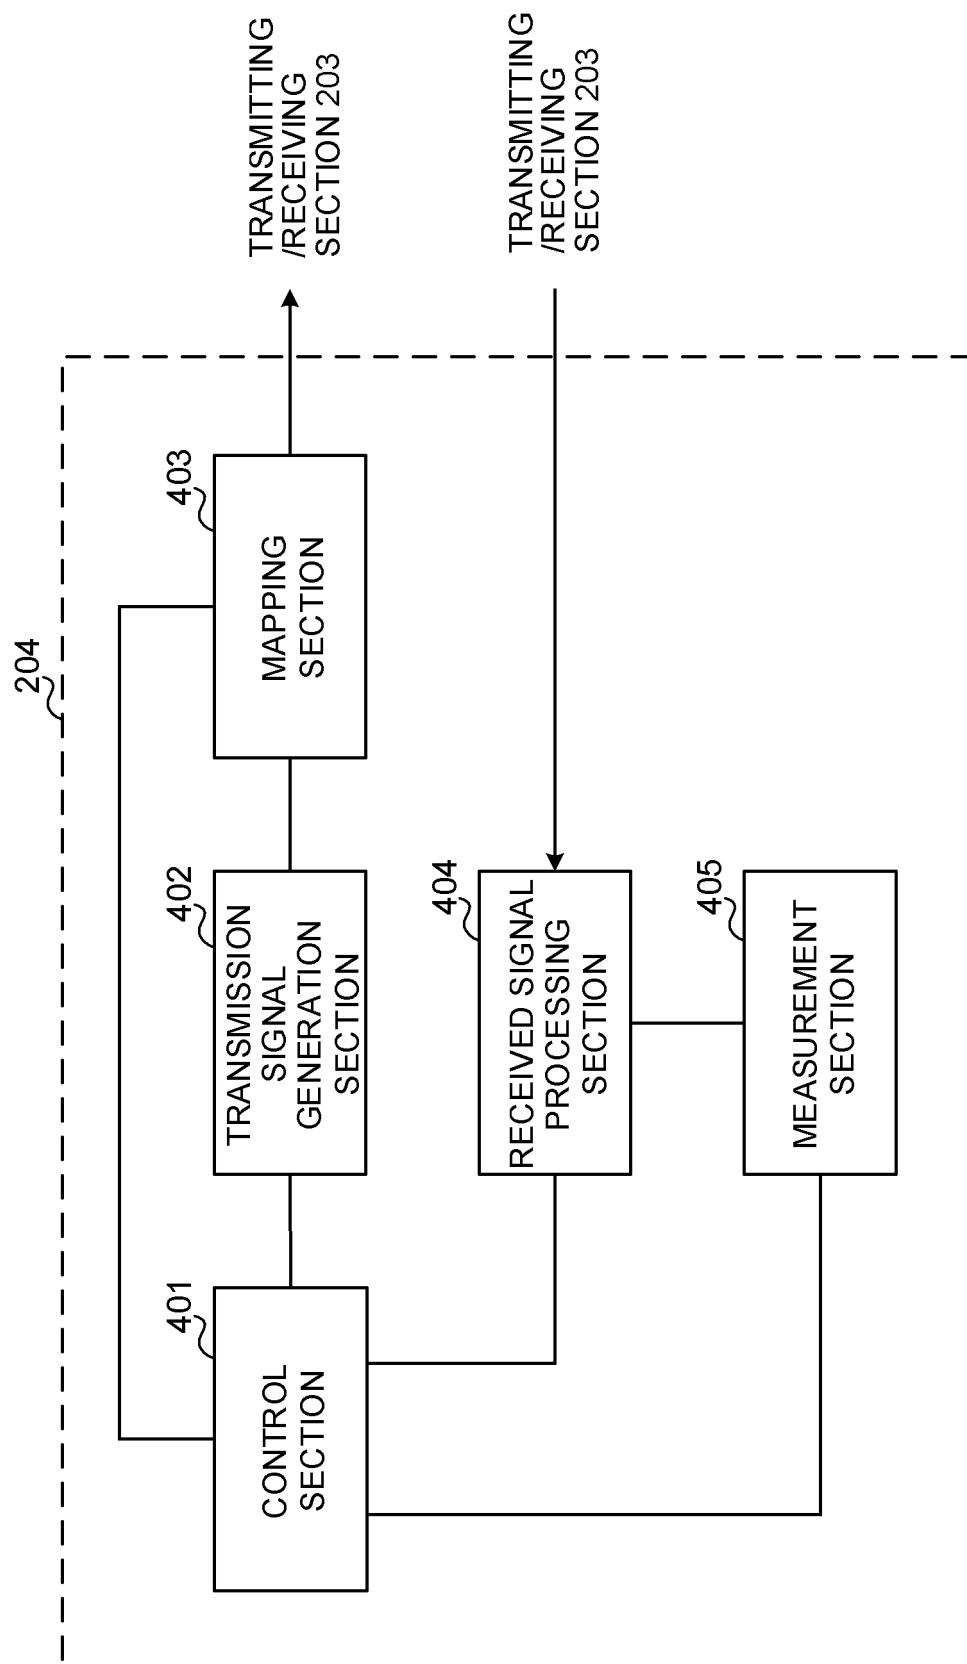 204
401
CONTROL
SECTION
402
TRANSMISSION
SIGNAL
GENERATION
SECTION
403
MAPPING
SECTION
TRANSMITTING
/RECEIVING
SECTION 203
404
RECEIVED SIGNAL
PROCESSING
SECTION
TRANSMITTING
/RECEIVING
SECTION 203
405
MEASUREMENT
SECTION